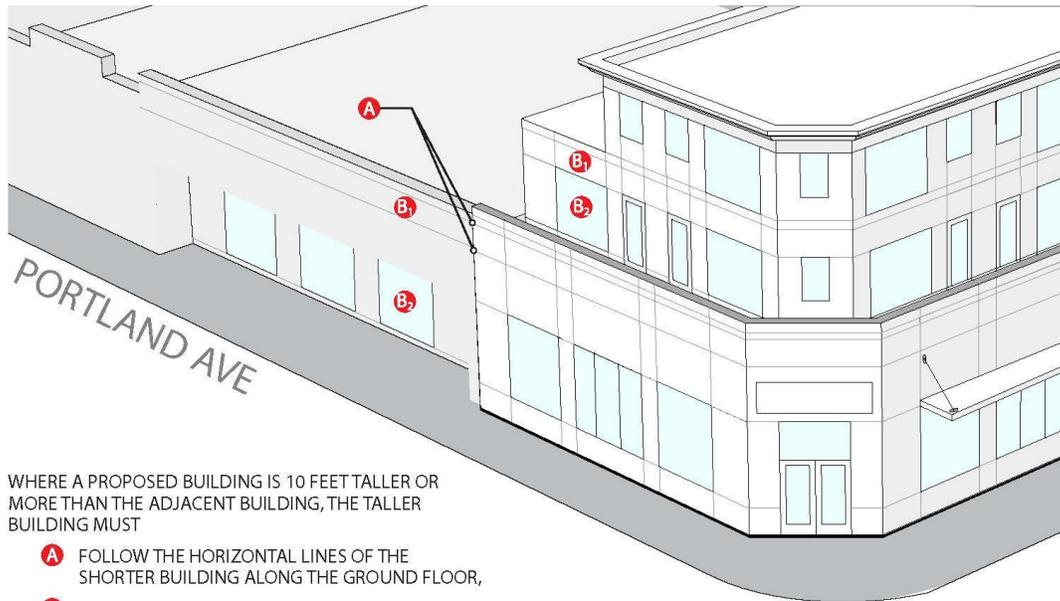 A
B1
B1
B2
B2
PORTLAND AVE
WHERE A PROPOSED BUILDING IS 10 FEET TALLER OR
MORE THAN THE ADJACENT BUILDING, THE TALLER
BUILDING MUST
A FOLLOW THE HORIZONTAL LINES OF THE
SHORTER BUILDING ALONG THE GROUND FLOOR,